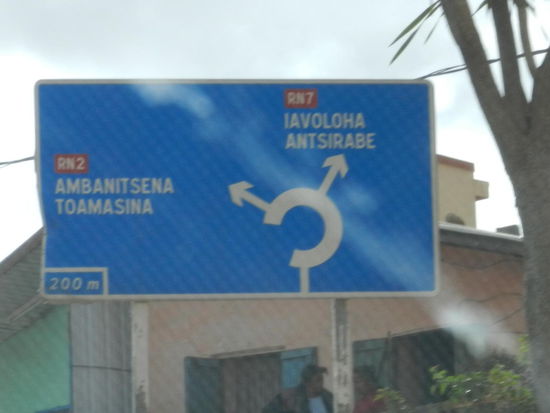 RN7
IAVOLOHA
ANTSIRABE
RN2
AMBANITSENA
TOAMASINA
200 m